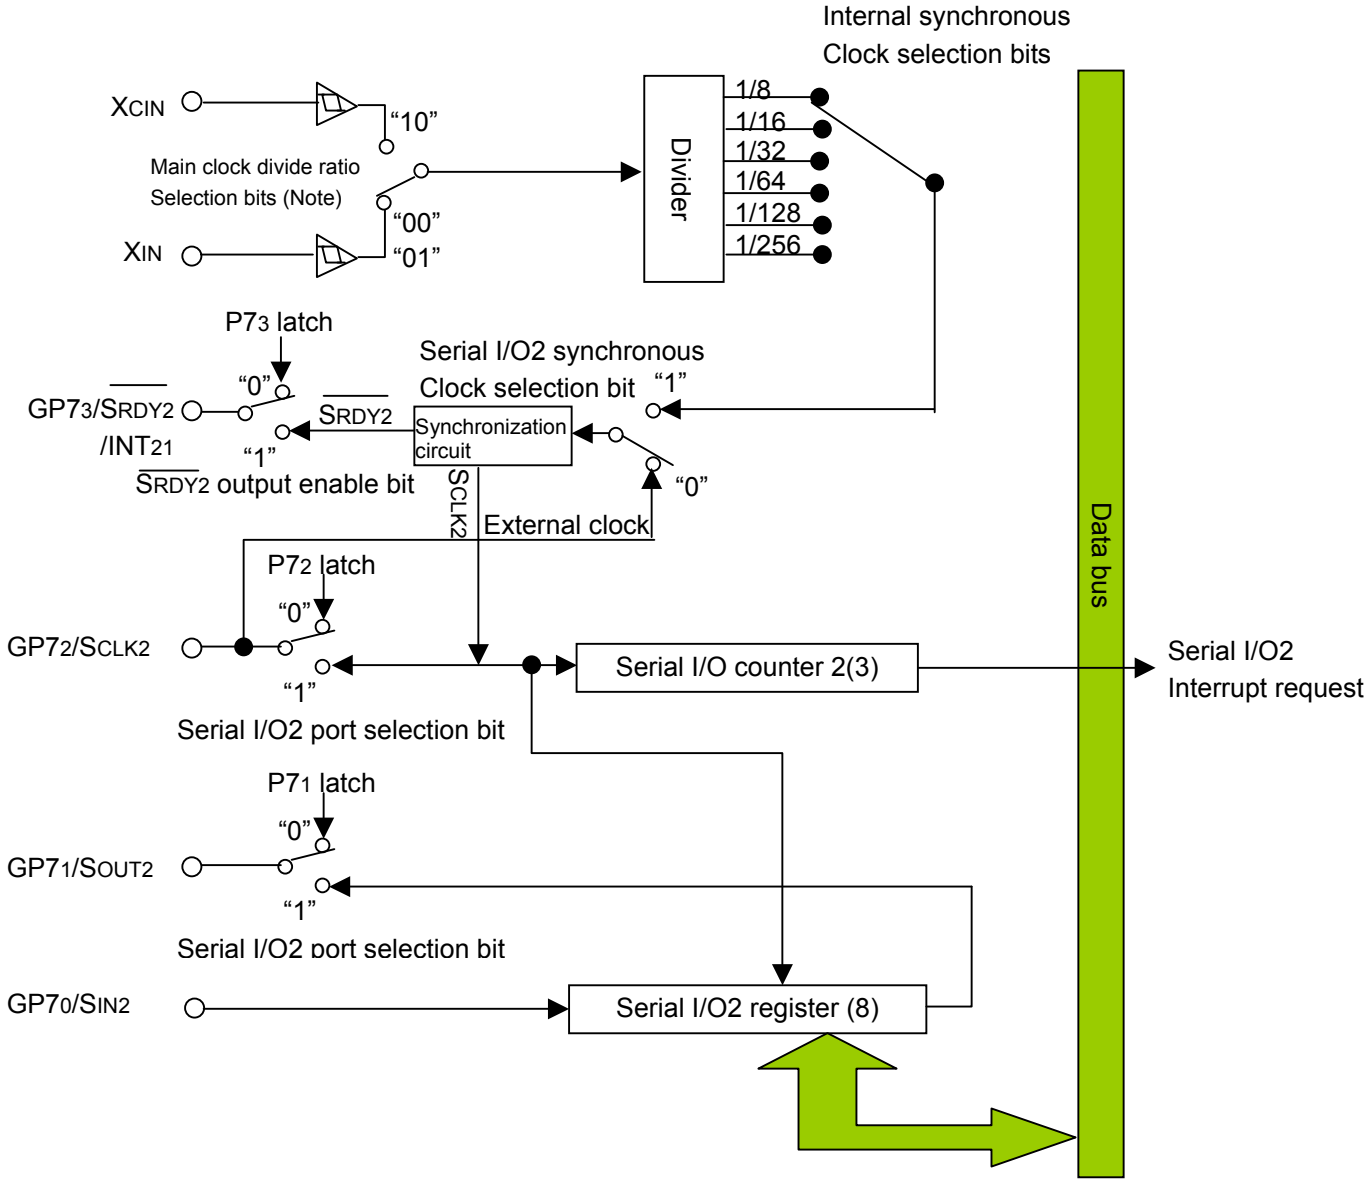 Internal synchronous
Clock selection bits
XCIN
“10”
Main clock divide ratio
Selection bits (Note)
“00”
“01”
XIN
Divider
1/8
1/16
1/32
1/64
1/128
1/256
P73 latch
“0”
GP73/SRDY2
/INT21
“1”
SRDY2 output enable bit
SRDY2
Serial I/O2 synchronous
Clock selection bit
“1”
Synchronization
circuit
“0”
SCLK2
External clock
Data bus
P72 latch
“0”
GP72/SCLK2
“1”
Serial I/O2 port selection bit
Serial I/O counter 2(3)
Serial I/O2
Interrupt request
P71 latch
“0”
GP71/SOUT2
“1”
Serial I/O2 port selection bit
GP70/SIN2
Serial I/O2 register (8)